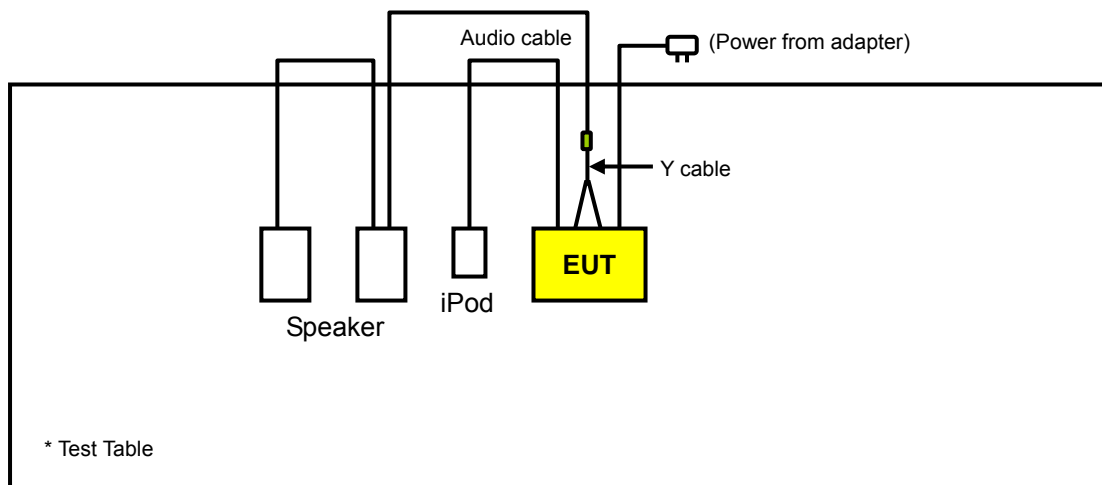 Audio cable
(Power from adapter)
Y cable
EUT
iPod
Speaker
* Test Table